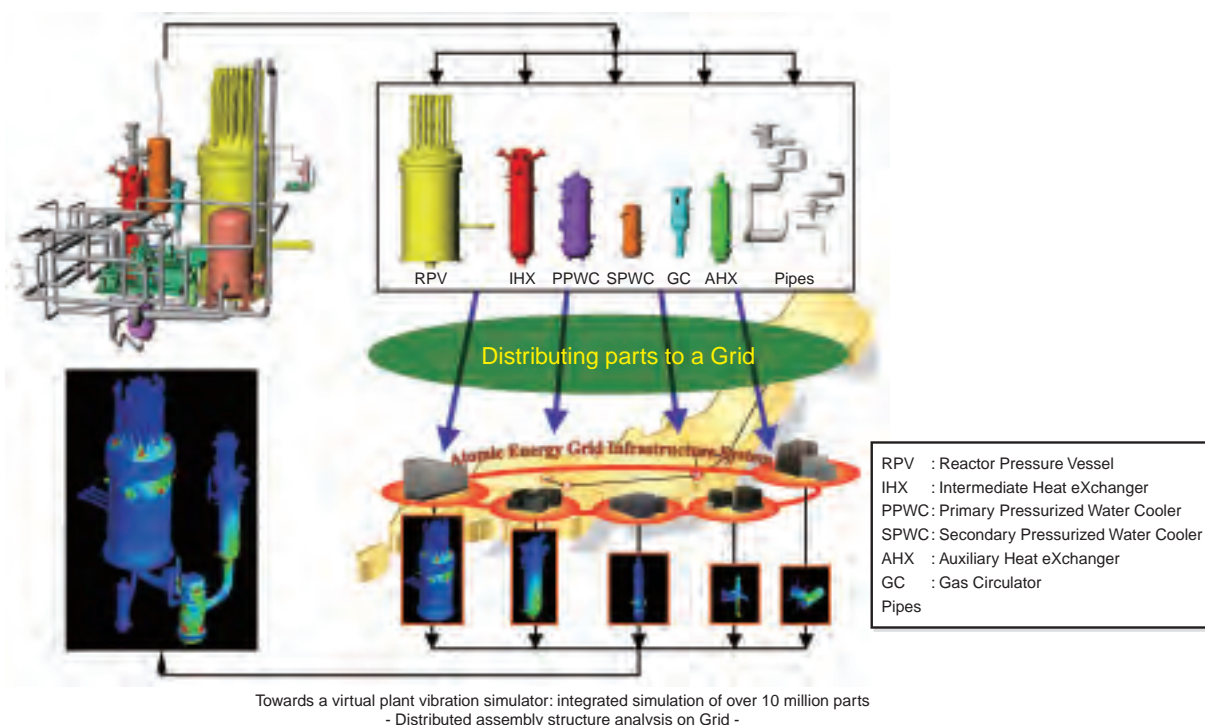 RPV IHX PPWC SPWC GC AHX Pipes
Distributing parts to a Grid
Atomic Energy Grid Infrastructure System
RPV : Reactor Pressure Vessel
IHX : Intermediate Heat eXchanger
PPWC : Primary Pressurized Water Cooler
SPWC : Secondary Pressurized Water Cooler
AHX : Auxiliary Heat eXchanger
GC : Gas Circulator
Pipes
Towards a virtual plant vibration simulator: integrated simulation of over 10 million parts
- Distributed assembly structure analysis on Grid -